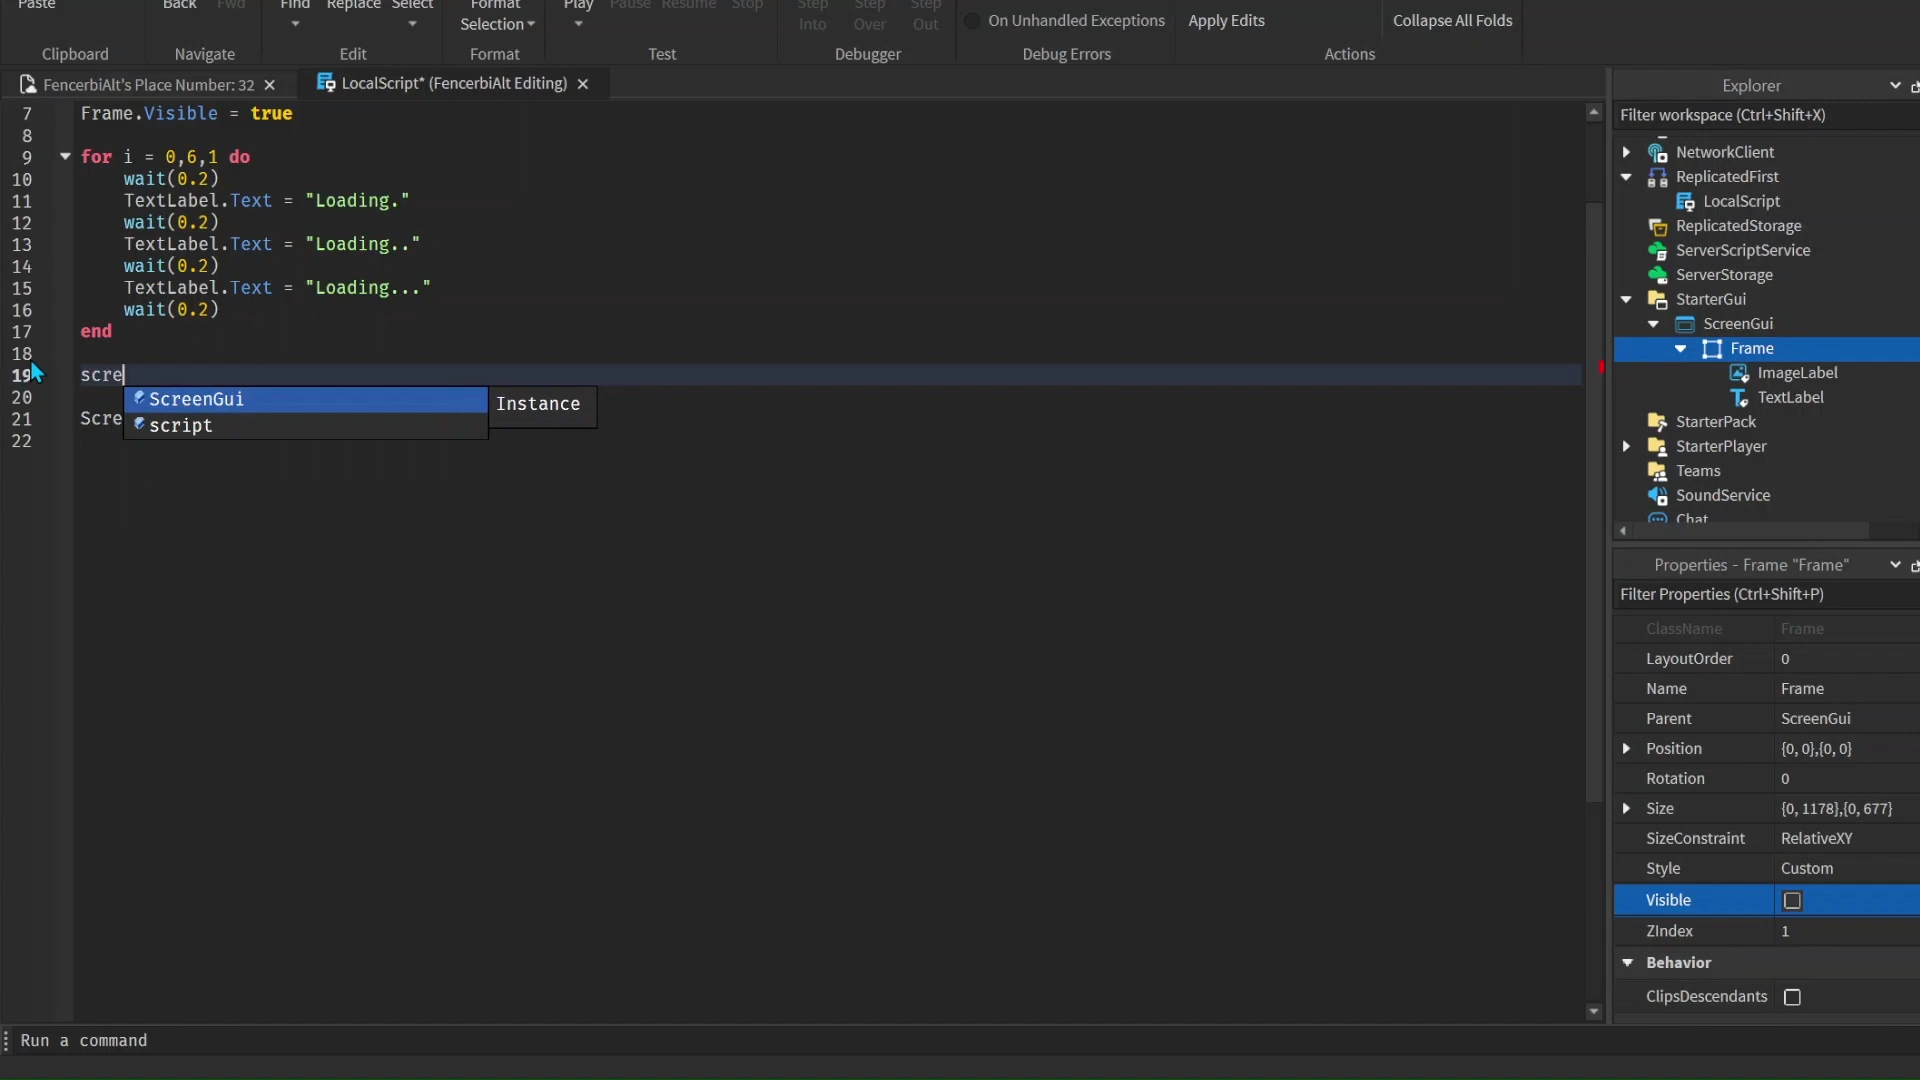 Paste
Back Fwd
Find Replace Select
Format
Selection
Play Pause Resume Stop
Step Step Step
Into Over Out
On Unhandled Exceptions Apply Edits
Collapse All Folds
Clipboard Navigate Edit Format Test Debugger Debug Errors Actions
FencerbiAlt's Place Number: 32
LocalScript* (FencerbiAlt Editing)
7 Frame.Visible = true
8
9 for i = 0,6,1 do
10 wait(0.2)
11 TextLabel.Text = "Loading."
12 wait(0.2)
13 TextLabel.Text = "Loading.."
14 wait(0.2)
15 TextLabel.Text = "Loading..."
16 wait(0.2)
17 end
18
19 scre
ScreenGui Instance
20
script
21 Scre
22
Explorer
Filter workspace (Ctrl+Shift+X)
NetworkClient
ReplicatedFirst
LocalScript
ReplicatedStorage
ServerScriptService
ServerStorage
StarterGui
ScreenGui
Frame
ImageLabel
TextLabel
StarterPack
StarterPlayer
Teams
SoundService
Chat
Properties - Frame "Frame"
Filter Properties (Ctrl+Shift+P)
ClassName Frame
LayoutOrder 0
Name Frame
Parent ScreenGui
Position {0, 0},{0, 0}
Rotation 0
Size {0, 1178},{0, 677}
SizeConstraint RelativeXY
Style Custom
Visible
ZIndex 1
Behavior
ClipsDescendants
Run a command